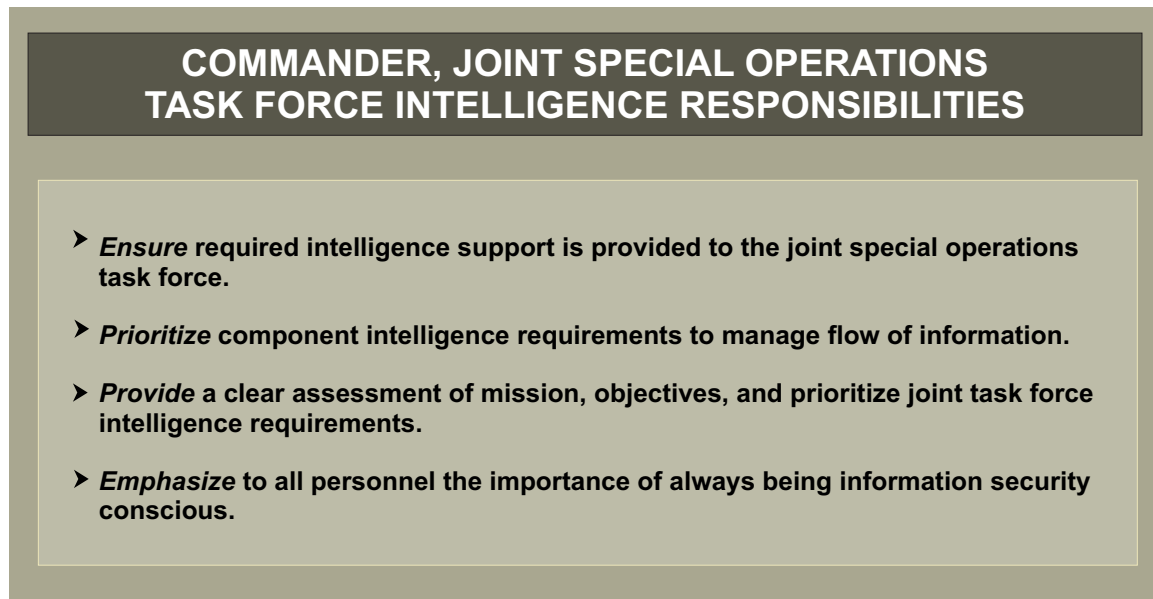 COMMANDER, JOINT SPECIAL OPERATIONS
TASK FORCE INTELLIGENCE RESPONSIBILITIES
Ensure required intelligence support is provided to the joint special operations
task force.
Prioritize component intelligence requirements to manage flow of information.
Provide a clear assessment of mission, objectives, and prioritize joint task force
intelligence requirements.
Emphasize to all personnel the importance of always being information security
conscious.